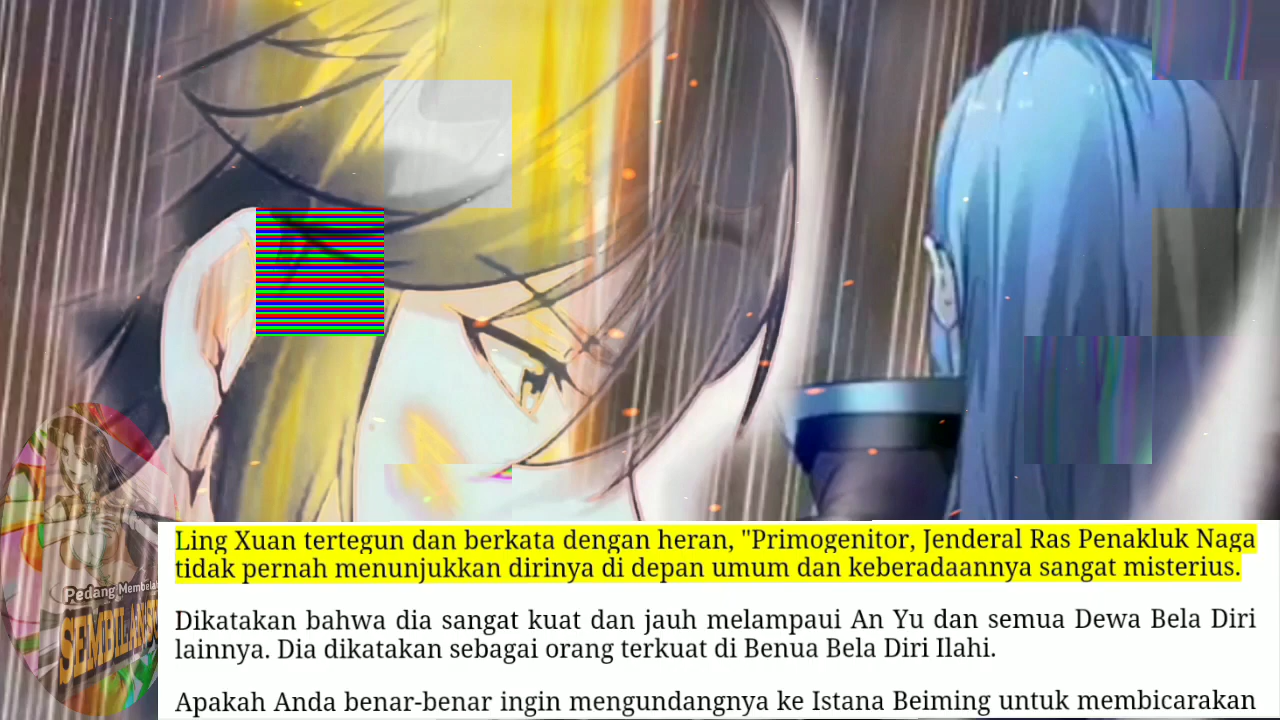 Pedang Membelah
SEMBILAN SU
Ling Xuan tertegun dan berkata dengan heran, "Primogenitor, Jenderal Ras Penakluk Naga
tidak pernah menunjukkan dirinya di depan umum dan keberadaannya sangat misterius.
Dikatakan bahwa dia sangat kuat dan jauh melampaui An Yu dan semua Dewa Bela Diri
lainnya. Dia dikatakan sebagai orang terkuat di Benua Bela Diri Ilahi.
Apakah Anda benar-benar ingin mengundangnya ke Istana Beiming untuk membicarakan